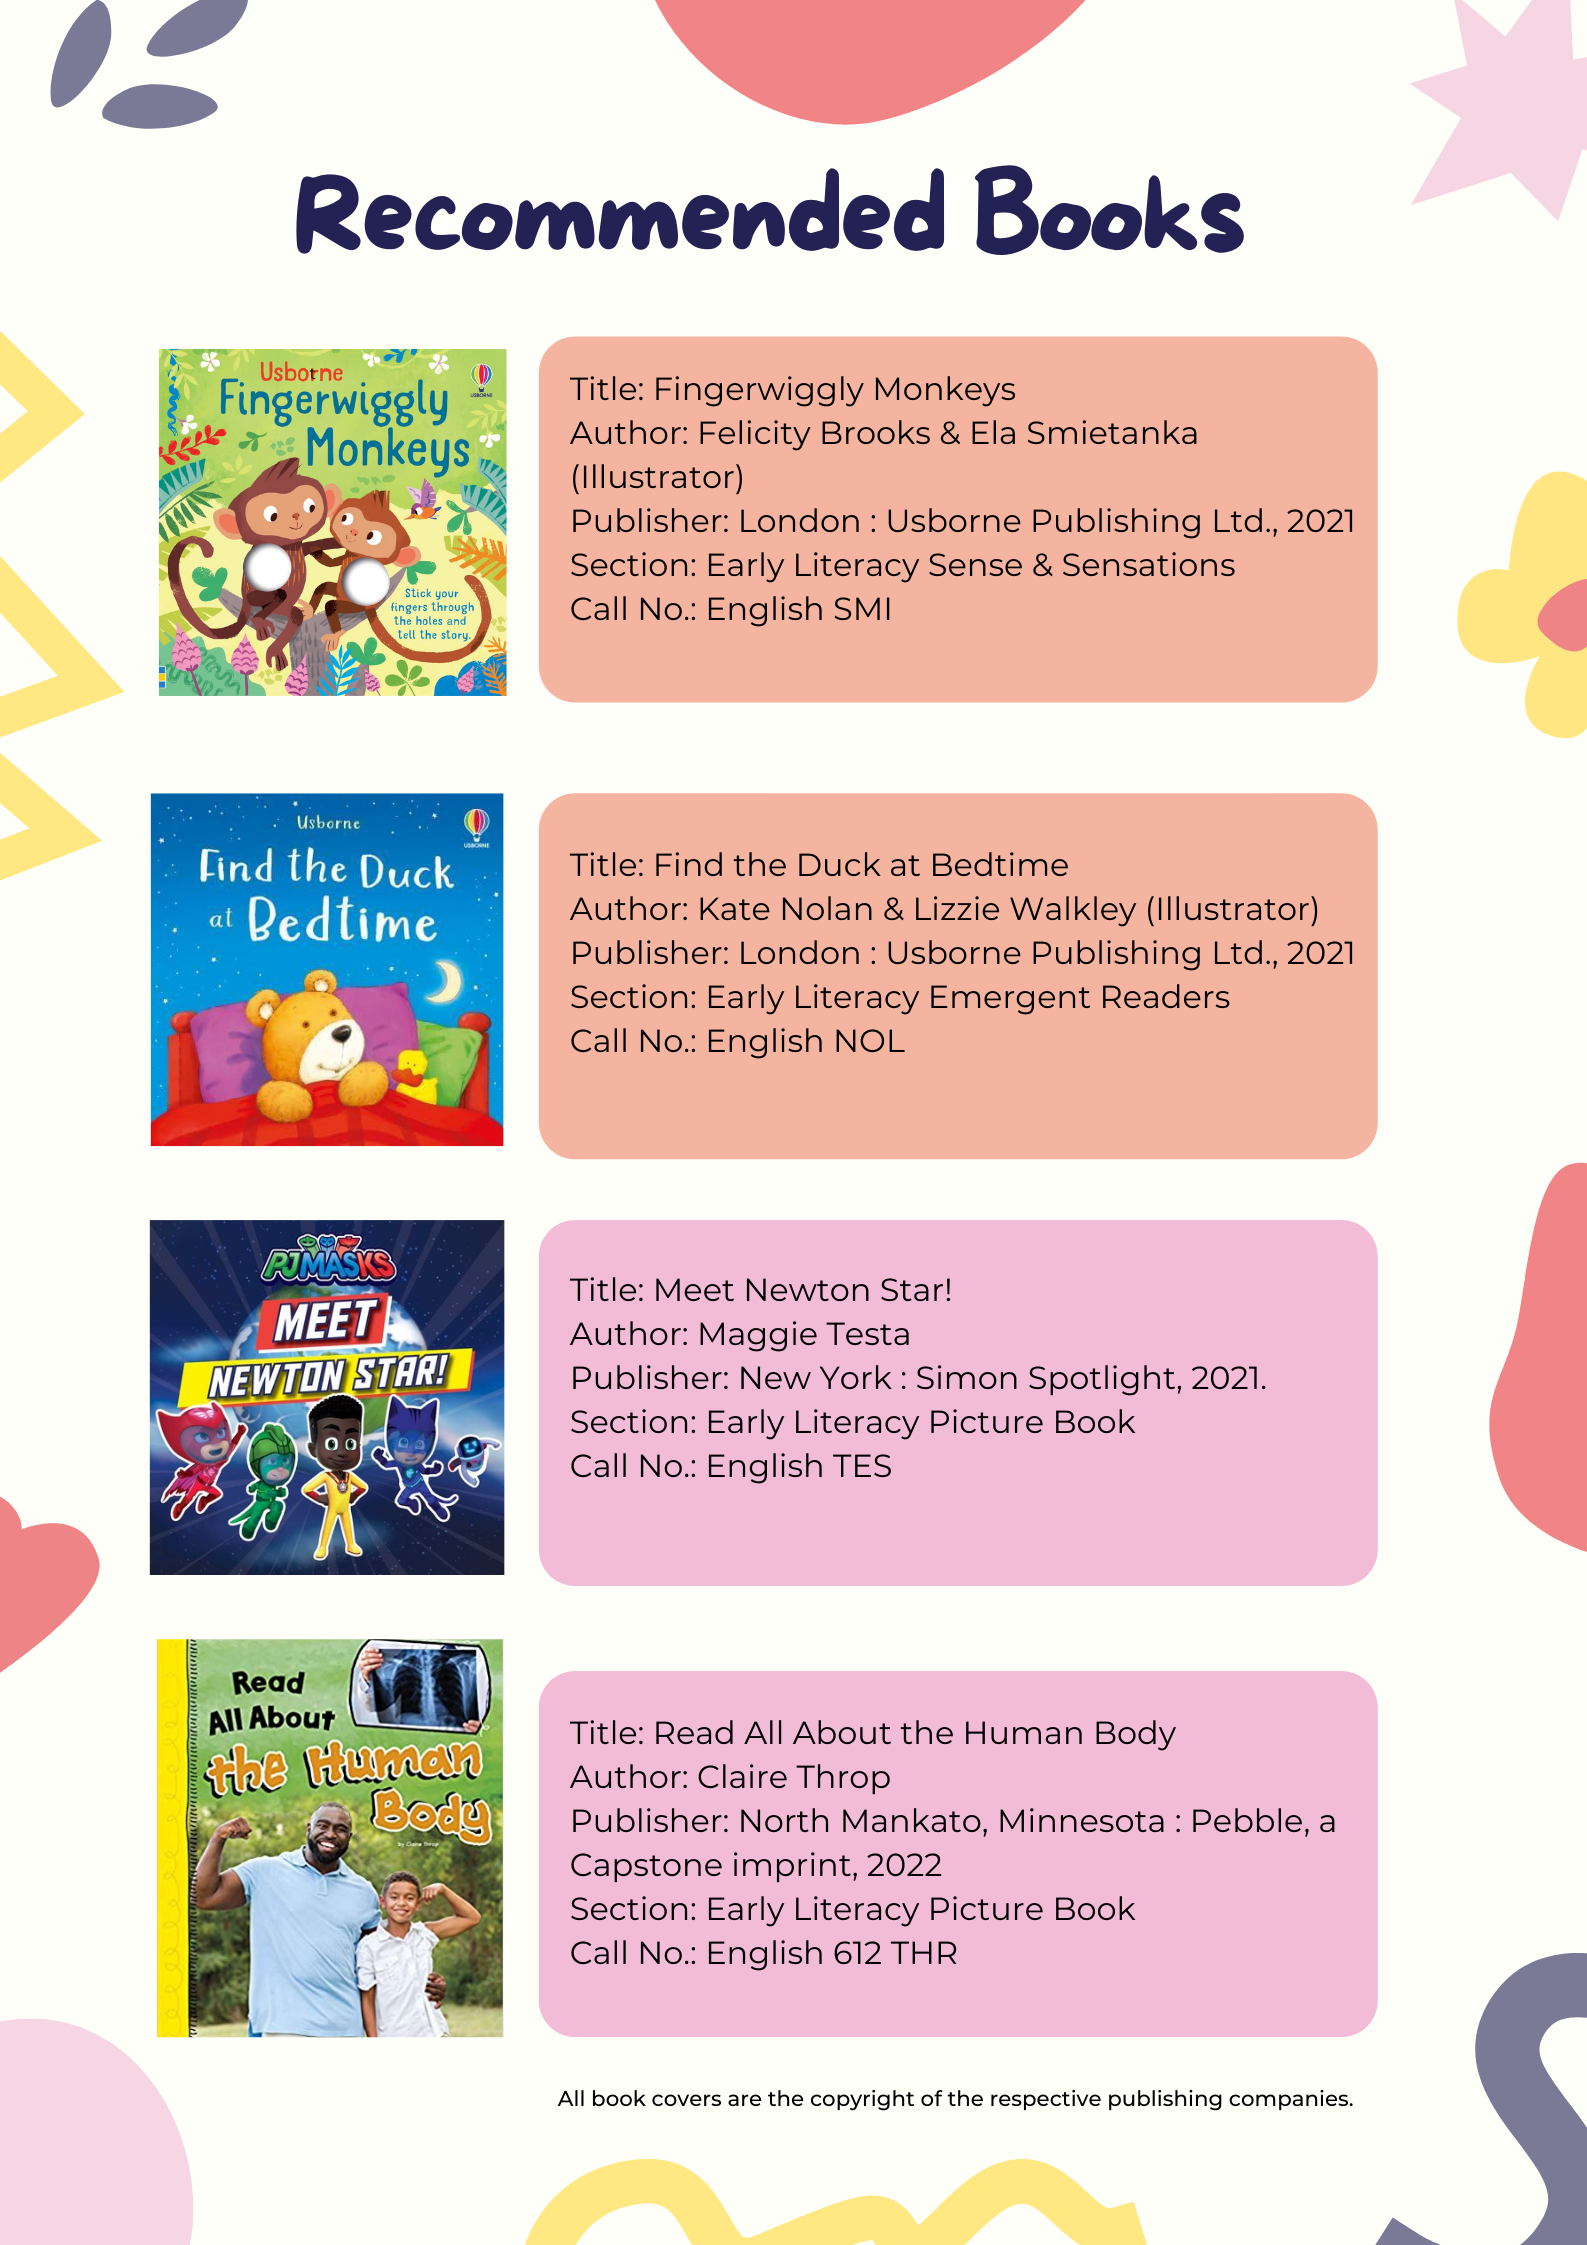 Recommended Books
Usborne
Fingerwiggly
Monkeys
USBORNE
Stick your
fingers through
the holes and
tell the story.
Title: Fingerwiggly Monkeys
Author: Felicity Brooks & Ela Smietanka
(Illustrator)
Publisher: London : Usborne Publishing Ltd., 2021
Section: Early Literacy Sense & Sensations
Call No.: English SMI
Usborne
USBORNE
Find the Duck
at Bedtime
Title: Find the Duck at Bedtime
Author: Kate Nolan & Lizzie Walkley (Illustrator)
Publisher: London : Usborne Publishing Ltd., 2021
Section: Early Literacy Emergent Readers
Call No.: English NOL
PJMASKS
MEET
NEWTON STAR!
Title: Meet Newton Star!
Author: Maggie Testa
Publisher: New York : Simon Spotlight, 2021.
Section: Early Literacy Picture Book
Call No.: English TES
Read
All About
the Human
Body
by Claire Throp
Title: Read All About the Human Body
Author: Claire Throp
Publisher: North Mankato, Minnesota : Pebble, a
Capstone imprint, 2022
Section: Early Literacy Picture Book
Call No.: English 612 THR
All book covers are the copyright of the respective publishing companies.